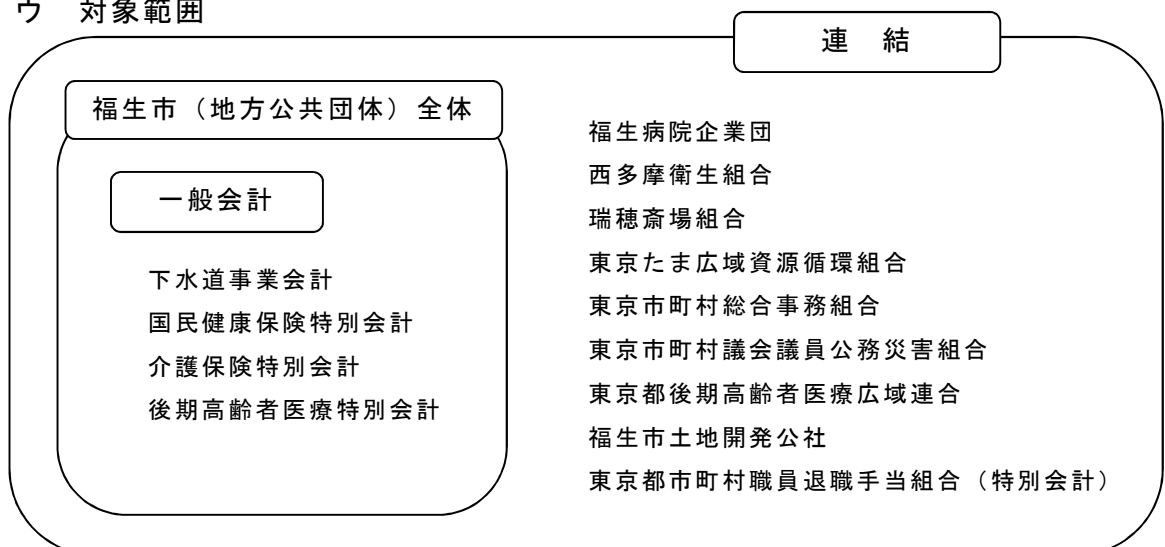 ウ 対象範囲
連 結
福生市（地方公共団体）全体
一般会計
下水道事業会計
国民健康保険特別会計
介護保険特別会計
後期高齢者医療特別会計
福生病院企業団
西多摩衛生組合
瑞穂斎場組合
東京たま広域資源循環組合
東京市町村総合事務組合
東京市町村議会議員公務災害組合
東京都後期高齢者医療広域連合
福生市土地開発公社
東京都市町村職員退職手当組合（特別会計）